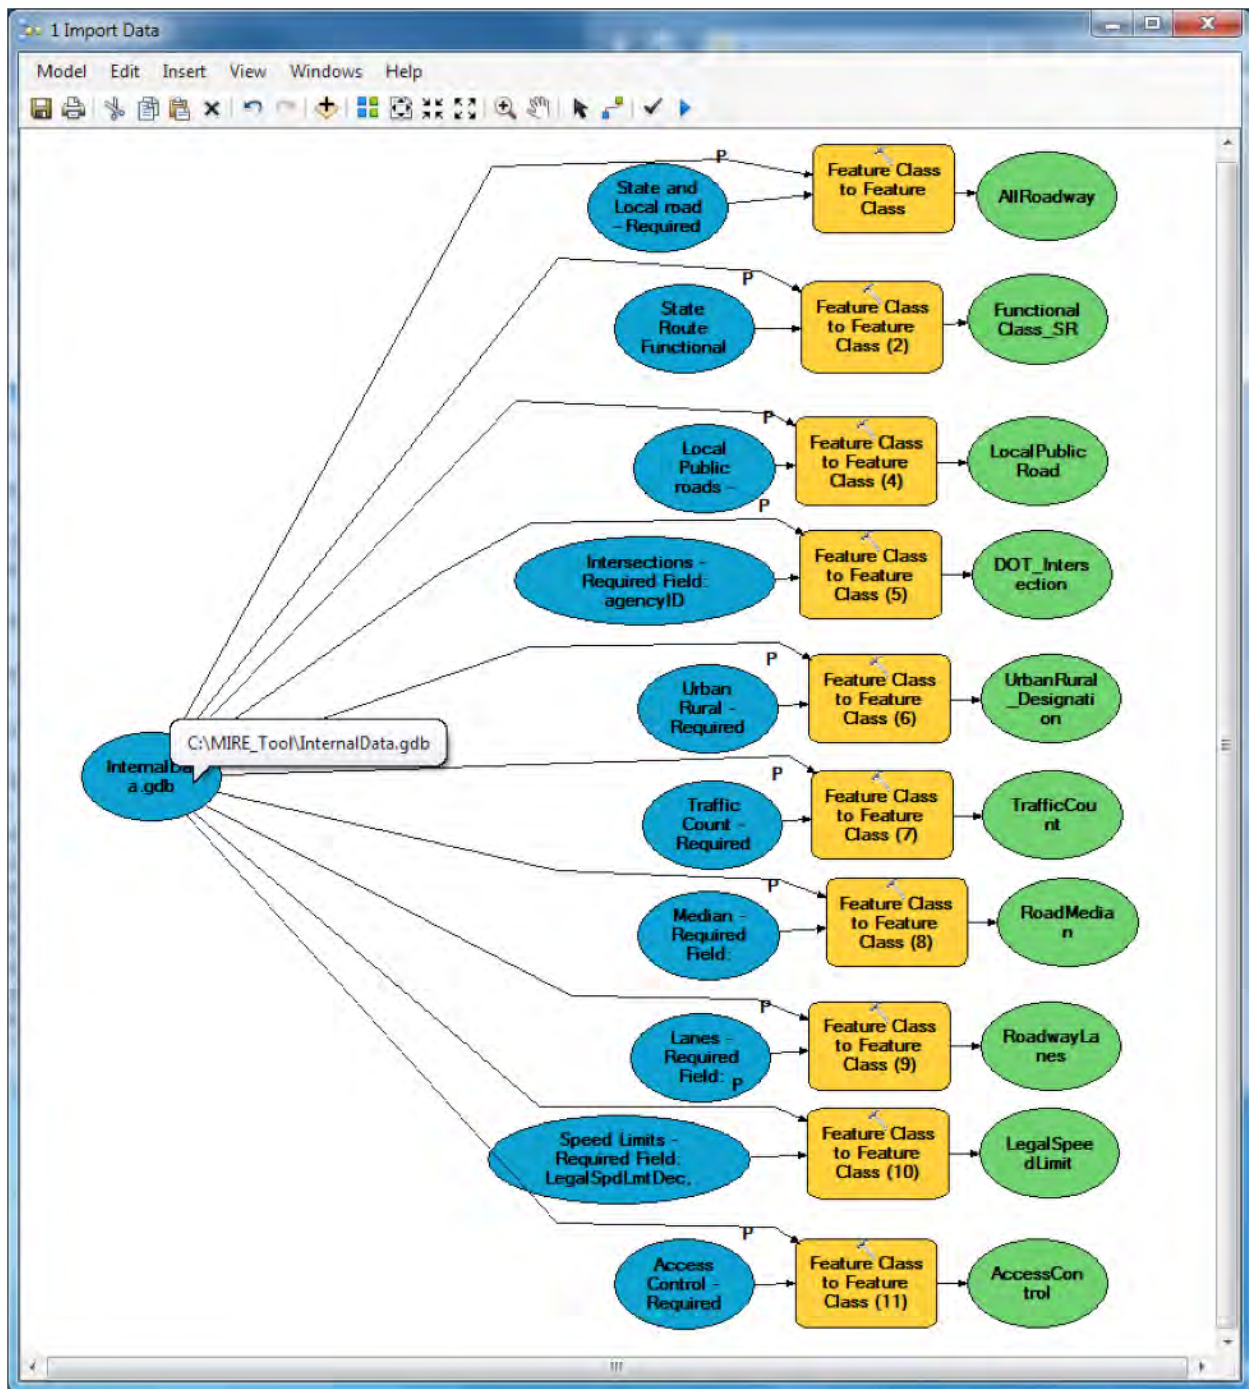 1 Import Data
Model Edit Insert View Windows Help
P
State and
Local road
- Required
Feature Class
to Feature
Class
AllRoadway
P
State
Route
Functional
Feature Class
to Feature
Class (2)
Functional
Class_SR
P
Local
Public
roads -
Feature Class
to Feature
Class (4)
LocalPublic
Road
P
Intersections -
Required Field:
agencyID
Feature Class
to Feature
Class (5)
DOT_Inters
ection
P
Urban
Rural -
Required
Feature Class
to Feature
Class (6)
UrbanRural
_Designati
on
C:\MIRE_Tool\InternalData.gdb
InternalDat
a.gdb
P
Traffic
Count -
Required
Feature Class
to Feature
Class (7)
TrafficCou
nt
P
Median -
Required
Field:
Feature Class
to Feature
Class (8)
RoadMedia
n
P
Lanes -
Required
Field:
Feature Class
to Feature
Class (9)
RoadwayLa
nes
P
Speed Limits -
Required Field:
LegalSpdLmtDec,
Feature Class
to Feature
Class (10)
LegalSpee
dLimit
P
Access
Control -
Required
Feature Class
to Feature
Class (11)
AccessCon
trol